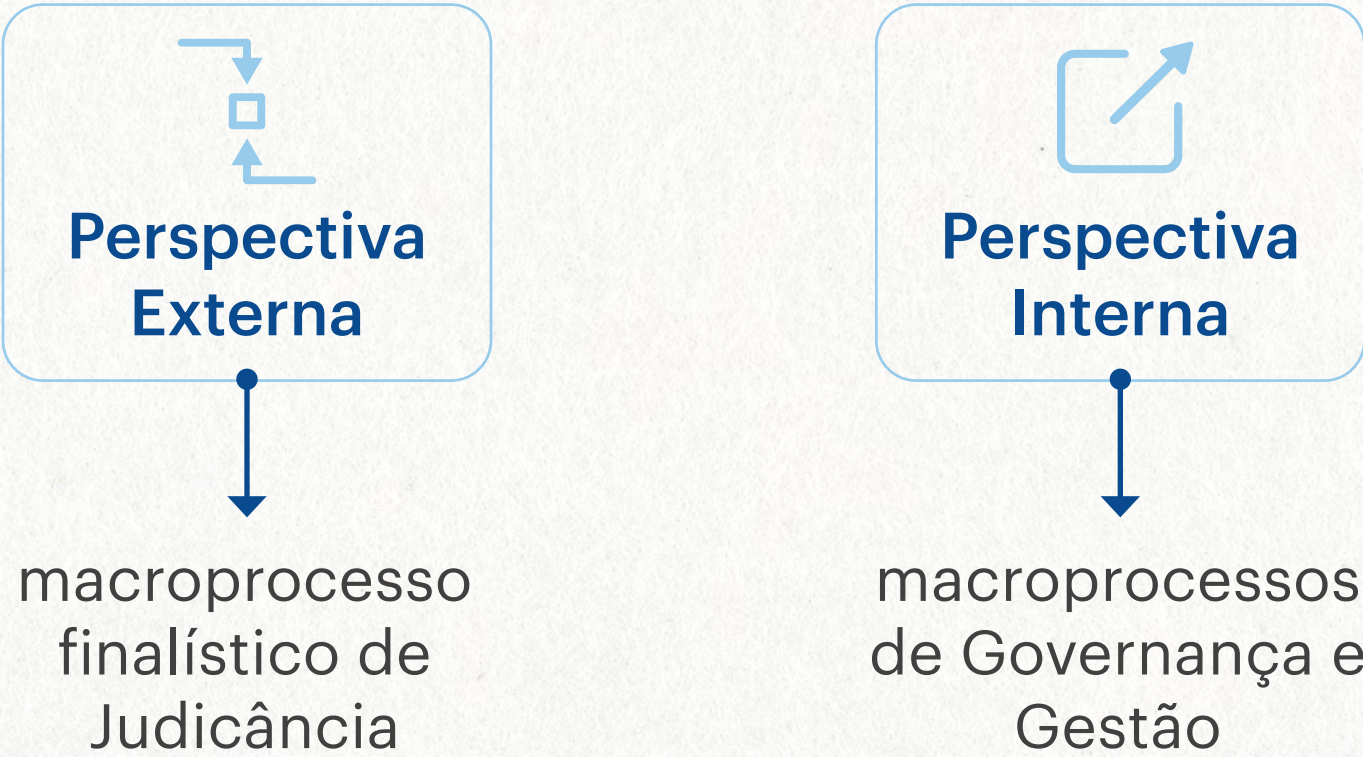 Perspectiva
Externa
macroprocesso
finalístico de
Judicância
Perspectiva
Interna
macroprocessos
de Governança e
Gestão